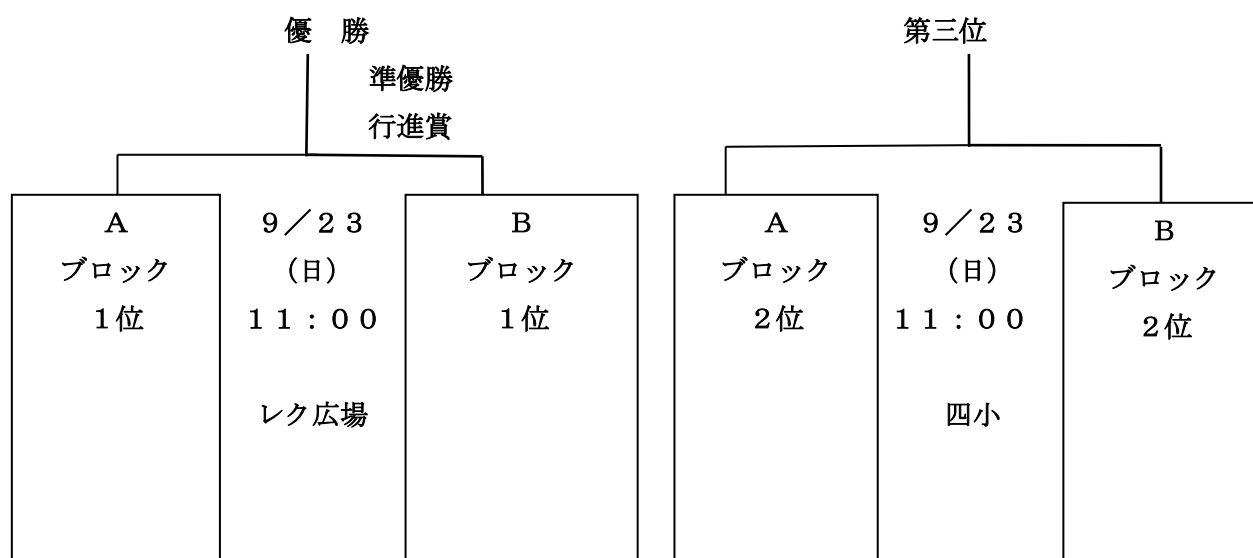 優　勝
準優勝
行進賞
A
ブロック
１位
９／２３
（日）
１１：００
レク広場
B
ブロック
１位
第三位
A
ブロック
２位
９／２３
（日）
１１：００
四小
B
ブロック
２位